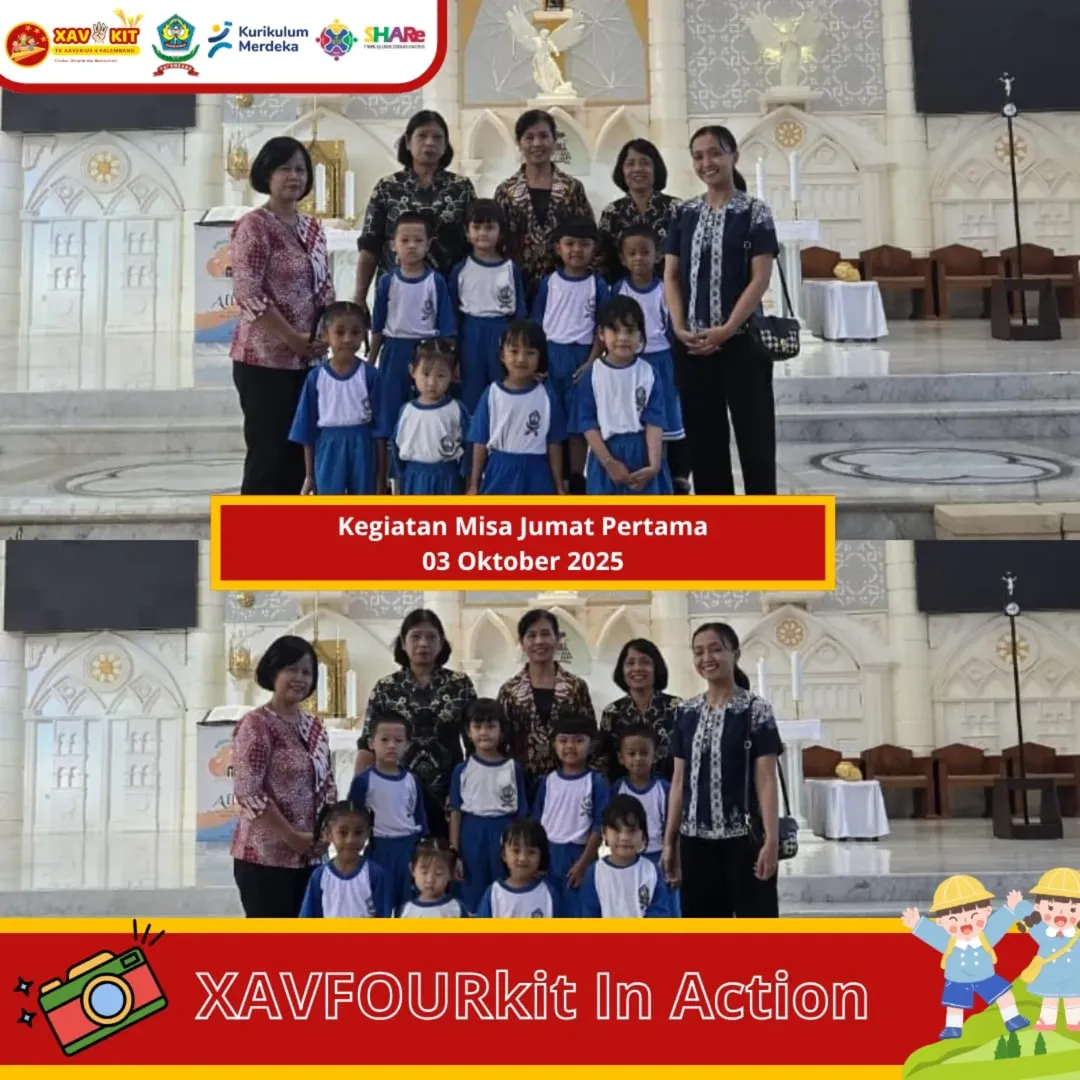 XAV KIT
TK XAVERIUS 4 PALEMBANG
Kurikulum
Merdeka
SHARe
Kegiatan Misa Jumat Pertama
03 Oktober 2025
XAVFOURkit In Action